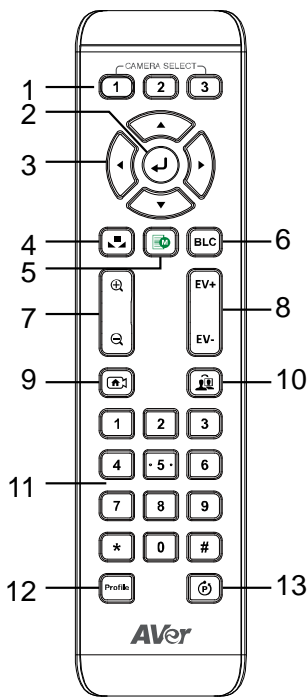 CAMERA SELECT
1 1 2 3
2
3
4 BLC 6
5 M
EV+
7 8
EV-
9 10
1 2 3
4 5 6
11
7 8 9
* 0 #
12 Profile P 13
AVer